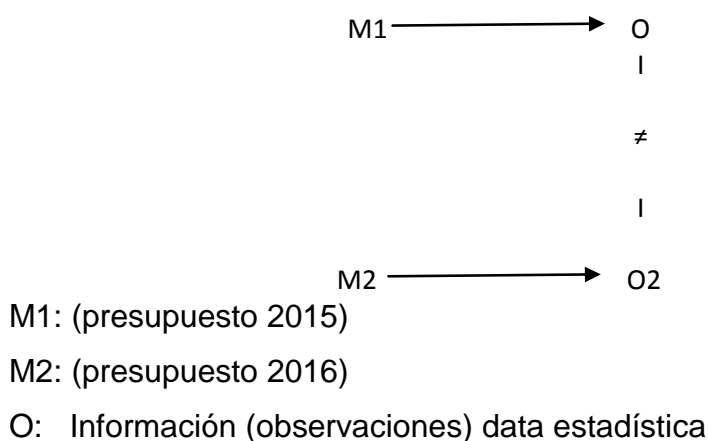 M1 O
I
≠
I
M2 O2
M1: (presupuesto 2015)
M2: (presupuesto 2016)
O: Información (observaciones) data estadística